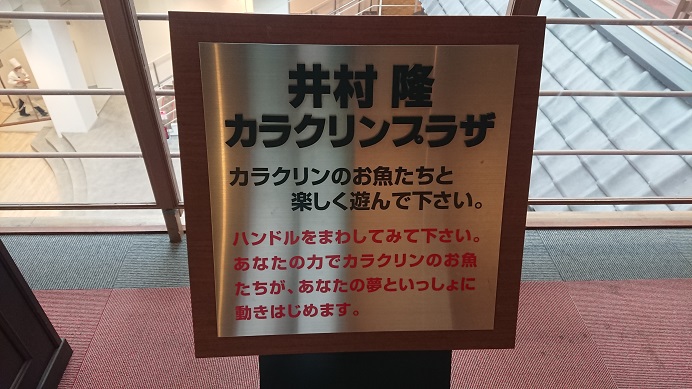 井村 隆
カラクリンプラザ
カラクリンのお魚たちと
楽しく遊んで下さい。
ハンドルをまわしてみて下さい。
あなたの力でカラクリンのお魚
たちが、あなたの夢といっしょに
動きはじめます。